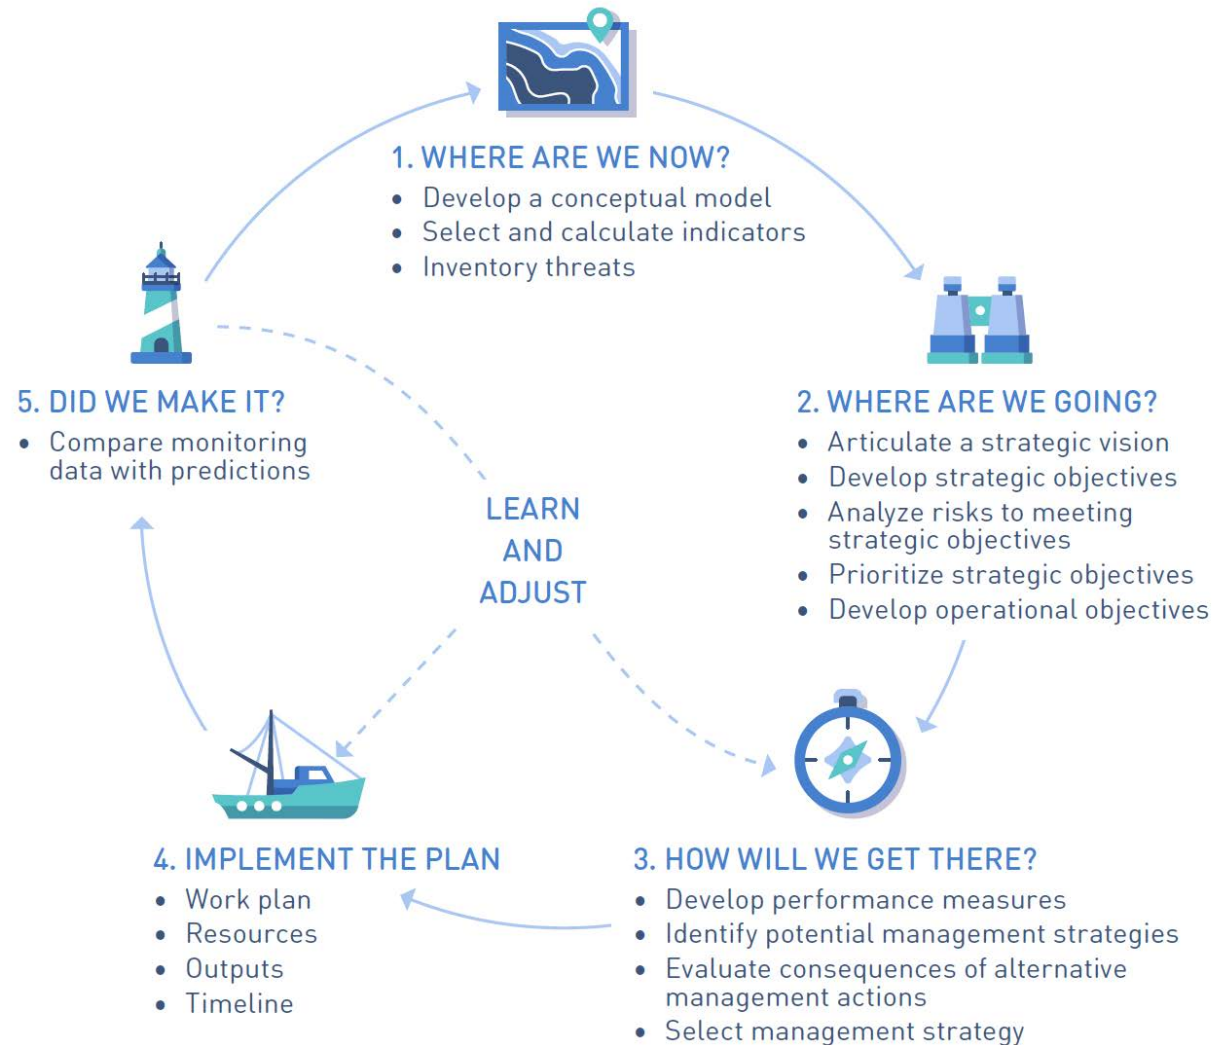 1. WHERE ARE WE NOW?
• Develop a conceptual model
• Select and calculate indicators
• Inventory threats
2. WHERE ARE WE GOING?
• Articulate a strategic vision
• Develop strategic objectives
• Analyze risks to meeting
strategic objectives
• Prioritize strategic objectives
• Develop operational objectives
3. HOW WILL WE GET THERE?
• Develop performance measures
• Identify potential management strategies
• Evaluate consequences of alternative
management actions
• Select management strategy
4. IMPLEMENT THE PLAN
• Work plan
• Resources
• Outputs
• Timeline
5. DID WE MAKE IT?
• Compare monitoring
data with predictions
LEARN
AND
ADJUST